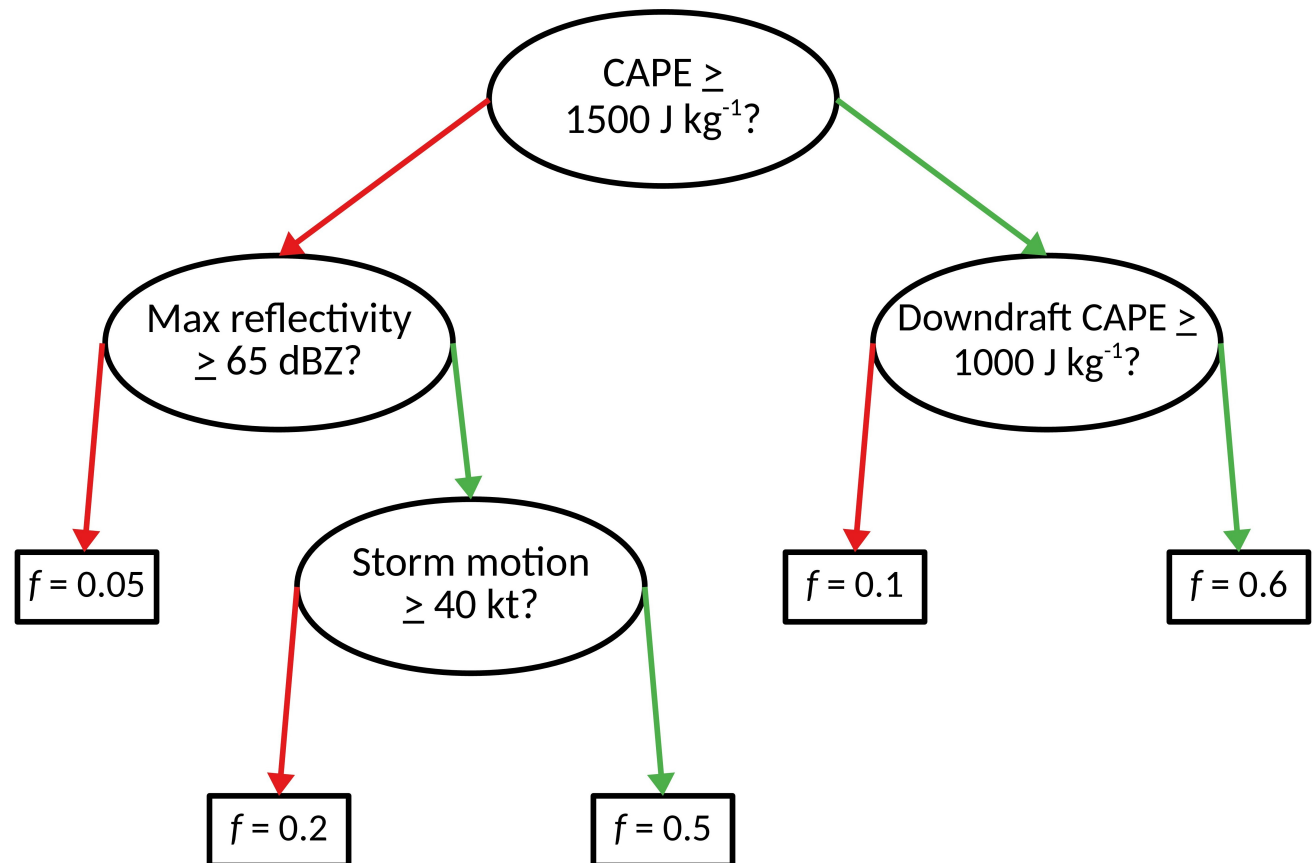 CAPE ≥
1500 J kg⁻¹?
Max reflectivity
≥ 65 dBZ?
Downdraft CAPE ≥
1000 J kg⁻¹?
Storm motion
≥ 40 kt?
f = 0.05
f = 0.1
f = 0.6
f = 0.2
f = 0.5